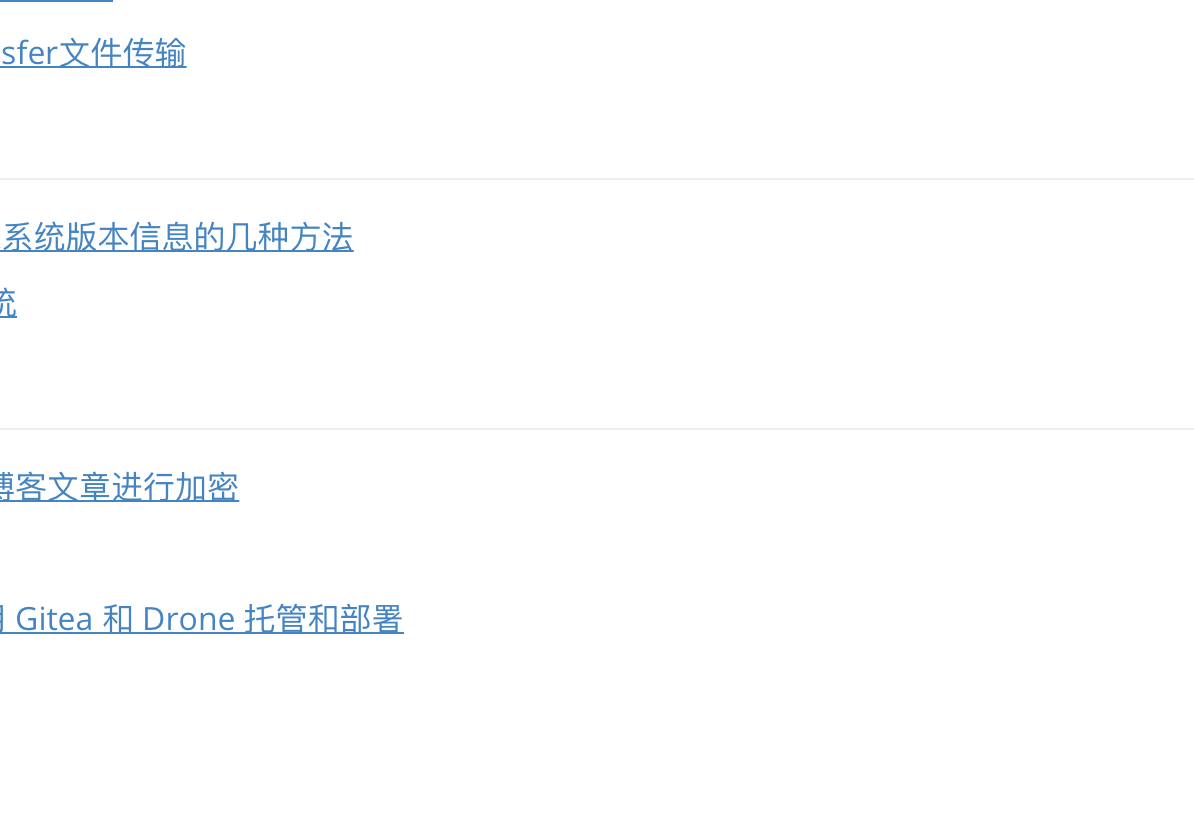 sfer文件传输
系统版本信息的几种方法
统
博客文章进行加密
Gitea 和 Drone 托管和部署